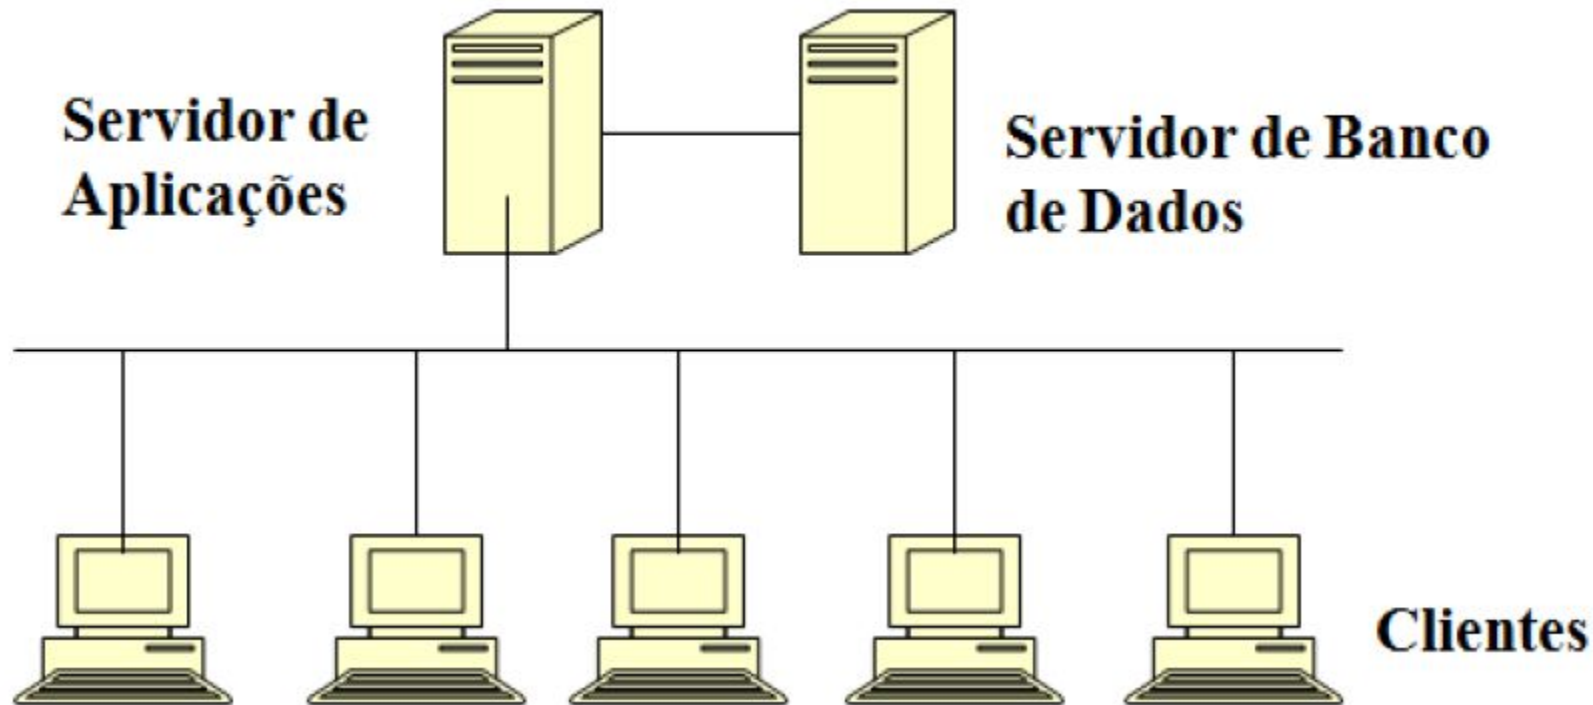 Servidor de
Aplicações
Servidor de Banco
de Dados
Clientes